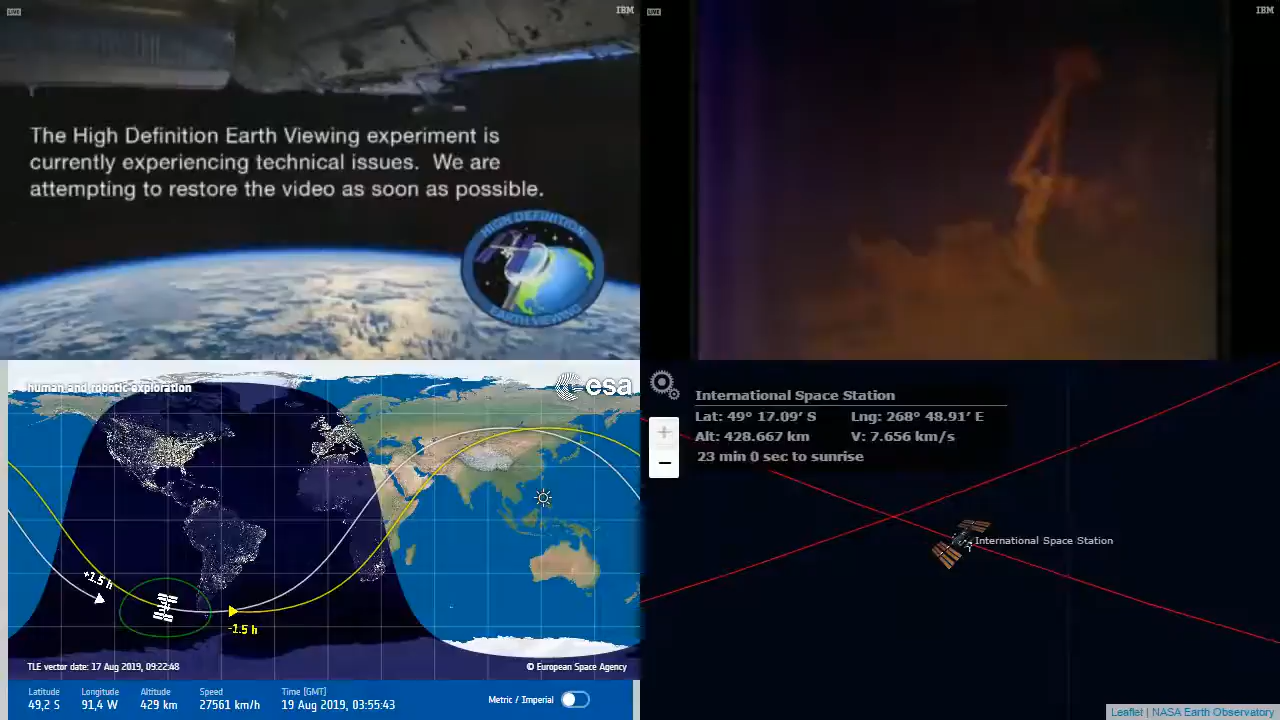 LIVE
IBM
The High Definition Earth Viewing experiment is
currently experiencing technical issues. We are
attempting to restore the video as soon as possible.
HIGH DEFINITION
EARTH VIEWING
LIVE
IBM
human and robotic exploration
esa
+1.5 h
-1.5 h
TLE vector date: 17 Aug 2019, 09:22:48
© European Space Agency
Latitude
49,2 S
Longitude
91,4 W
Altitude
429 km
Speed
27561 km/h
Time [GMT]
19 Aug 2019, 03:55:43
Metric / Imperial
International Space Station
Lat: 49° 17.09′ S
Lng: 268° 48.91′ E
Alt: 428.667 km
V: 7.656 km/s
23 min 0 sec to sunrise
+
−
International Space Station
Leaflet | NASA Earth Observatory